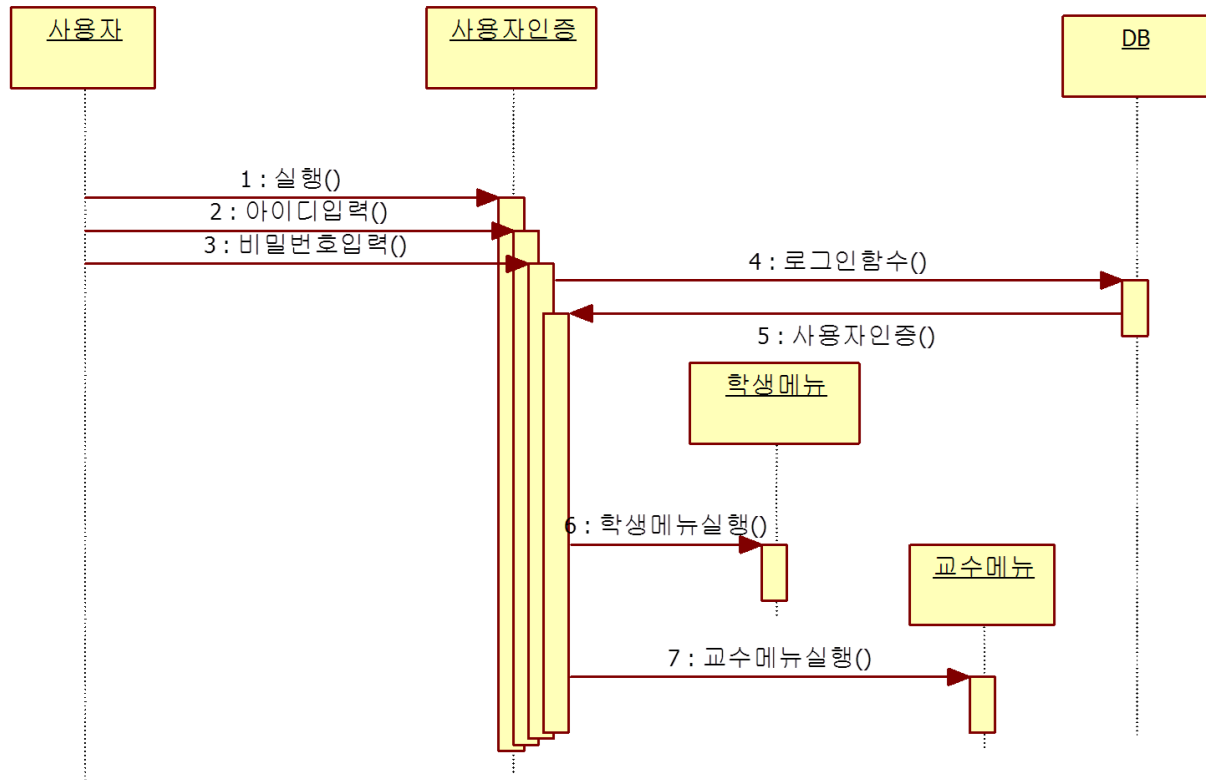 사용자
사용자인증
DB
1 : 실행()
2 : 아이디입력()
3 : 비밀번호입력()
4 : 로그인함수()
5 : 사용자인증()
학생메뉴
6 : 학생메뉴실행()
교수메뉴
7 : 교수메뉴실행()